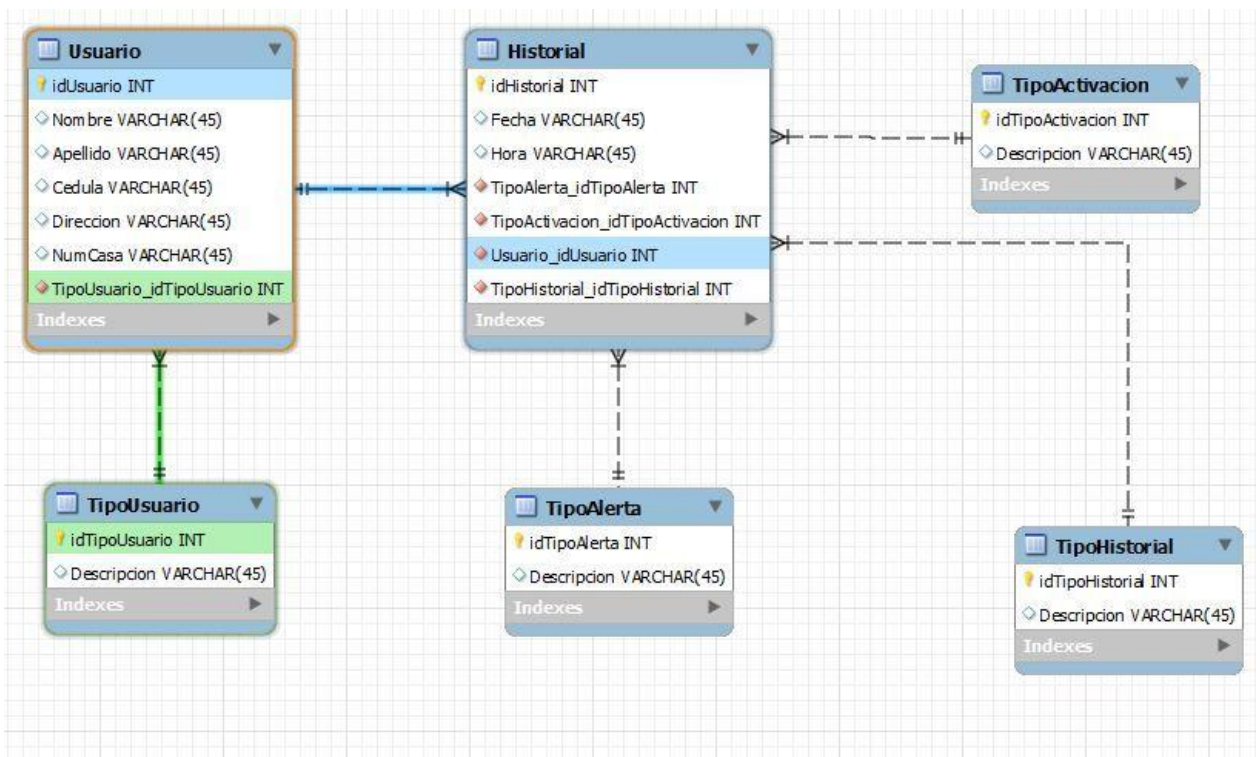 Usuario
idUsuario INT
Nombre VARCHAR(45)
Apellido VARCHAR(45)
Cedula VARCHAR(45)
Direccion VARCHAR(45)
NumCasa VARCHAR(45)
TipoUsuario_idTipoUsuario INT
Indexes
Historial
idHistorial INT
Fecha VARCHAR(45)
Hora VARCHAR(45)
TipoAlerta_idTipoAlerta INT
TipoActivacion_idTipoActivacion INT
Usuario_idUsuario INT
TipoHistorial_idTipoHistorial INT
Indexes
TipoActivacion
idTipoActivacion INT
Descripcion VARCHAR(45)
Indexes
TipoUsuario
idTipoUsuario INT
Descripcion VARCHAR(45)
Indexes
TipoAlerta
idTipoAlerta INT
Descripcion VARCHAR(45)
Indexes
TipoHistorial
idTipoHistorial INT
Descripcion VARCHAR(45)
Indexes